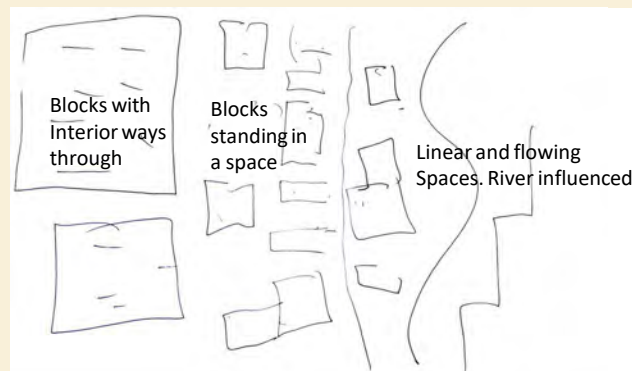 Blocks with
Interior ways
through
Blocks
standing in
a space
Linear and flowing
Spaces. River influenced